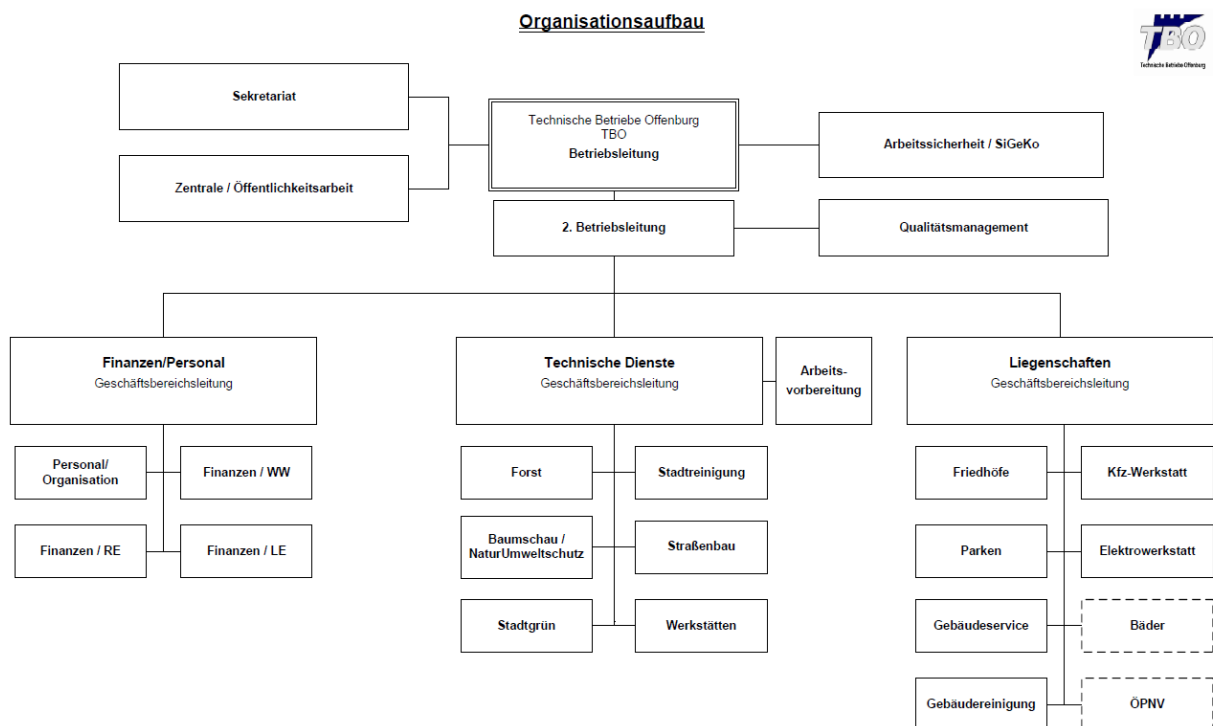 Organisationsaufbau
TBO
Technische Betriebe Offenburg
Sekretariat
Zentrale / Öffentlichkeitsarbeit
Technische Betriebe Offenburg
TBO
Betriebsleitung
Arbeitssicherheit / SiGeKo
2. Betriebsleitung
Qualitätsmanagement
Finanzen/Personal
Geschäftsbereichsleitung
Technische Dienste
Geschäftsbereichsleitung
Arbeits-
vorbereitung
Liegenschaften
Geschäftsbereichsleitung
Personal/
Organisation
Finanzen / WW
Finanzen / RE
Finanzen / LE
Forst
Stadtreinigung
Baumschau /
NaturUmweltschutz
Straßenbau
Stadtgrün
Werkstätten
Friedhöfe
Kfz-Werkstatt
Parken
Elektrowerkstatt
Gebäudeservice
Bäder
Gebäudereinigung
ÖPNV